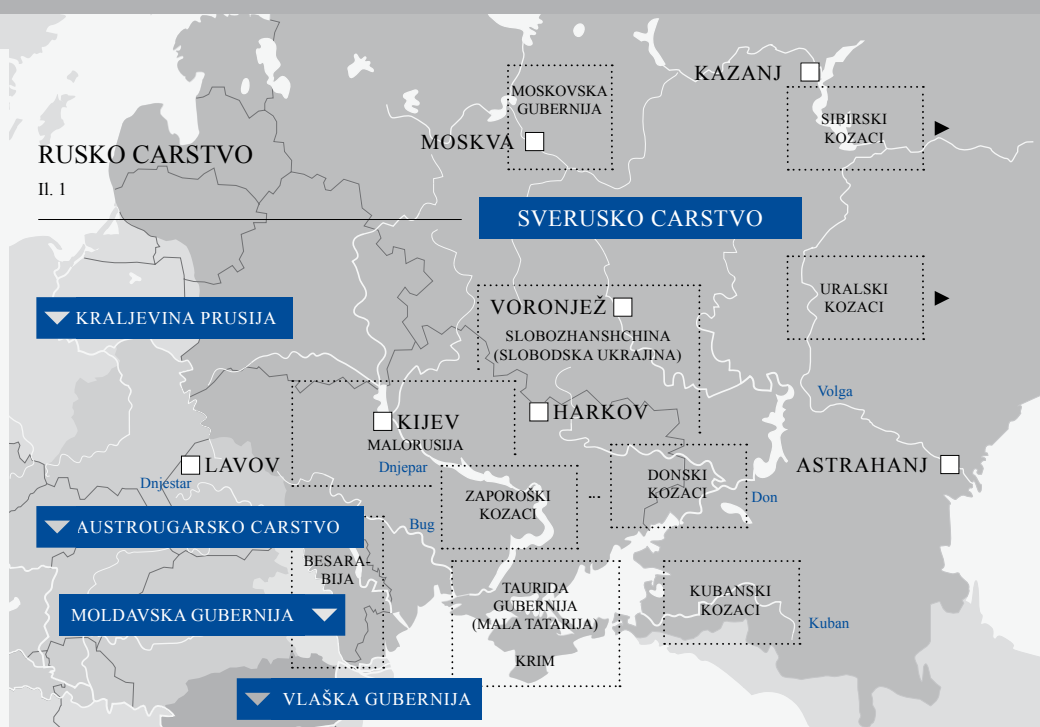 KAZANJ
MOSKOVSKA
GUBERNIJA
SIBIRSKI
KOZACI
MOSKVA
RUSKO CARSTVO
Il. 1
SVERUSKO CARSTVO
URALSKI
KOZACI
KRALJEVINA PRUSIJA
VORONJEŽ
SLOBOZHANSHCHINA
(SLOBODSKA UKRAJINA)
Volga
KIJEV
MALORUSIJA
HARKOV
LAVOV
Dnjestar
Dnjepar
ASTRAHANJ
ZAPOROŠKI
KOZACI
...
DONSKI
KOZACI
Don
AUSTROUGARSKO CARSTVO
Bug
BESARA-
BIJA
TAURIDA
GUBERNIJA
(MALA TATARIJA)
KRIM
KUBANSKI
KOZACI
Kuban
MOLDAVSKA GUBERNIJA
VLAŠKA GUBERNIJA